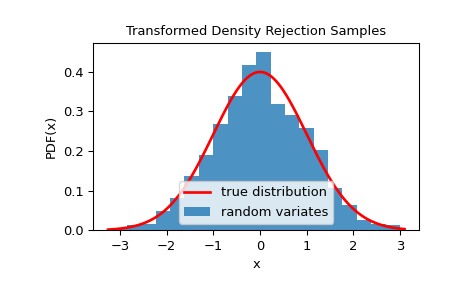 Transformed Density Rejection Samples
PDF(x)
0.4
0.3
0.2
0.1
0.0
true distribution
random variates
−3 −2 −1 0 1 2 3
x